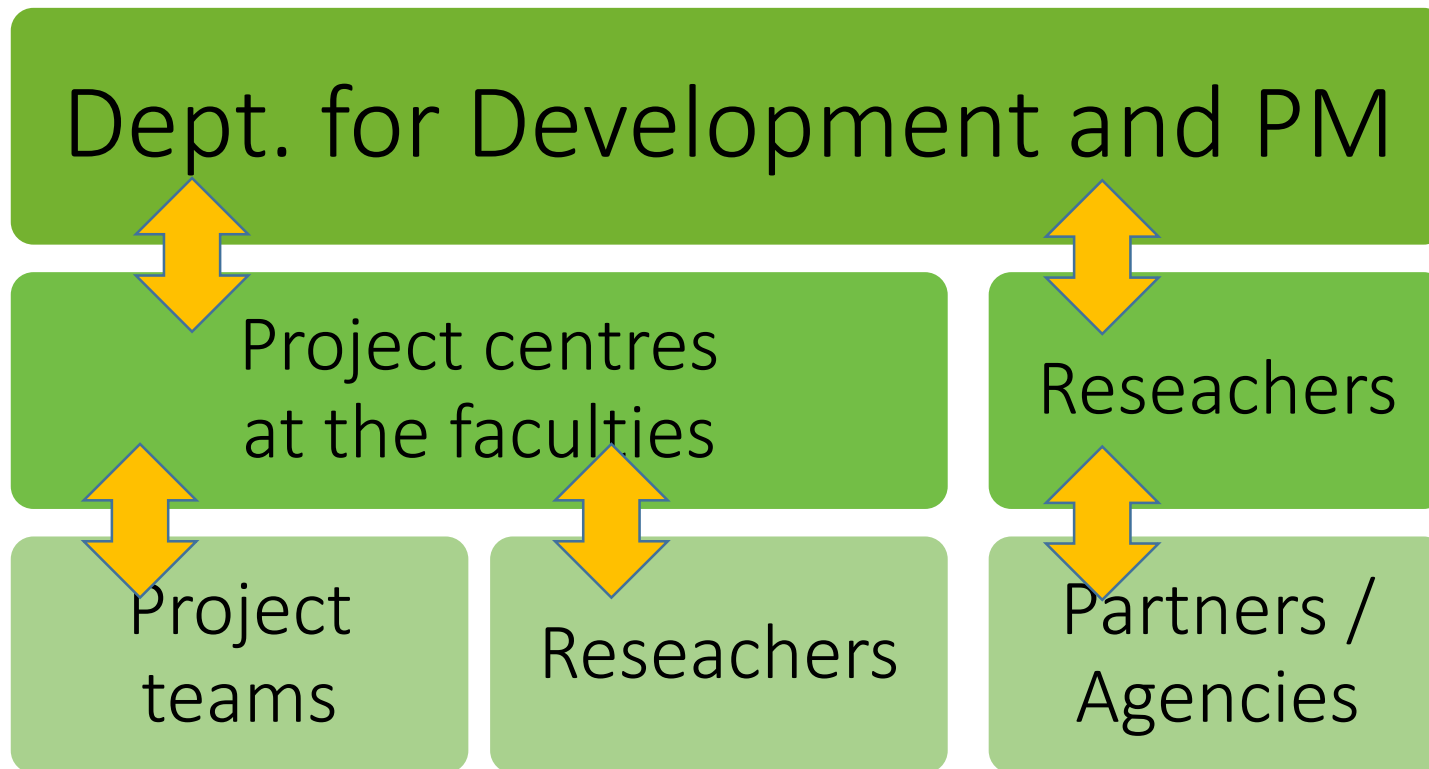 Dept. for Development and PM
Project centres
at the faculties
Reseachers
Project
teams
Reseachers
Partners /
Agencies